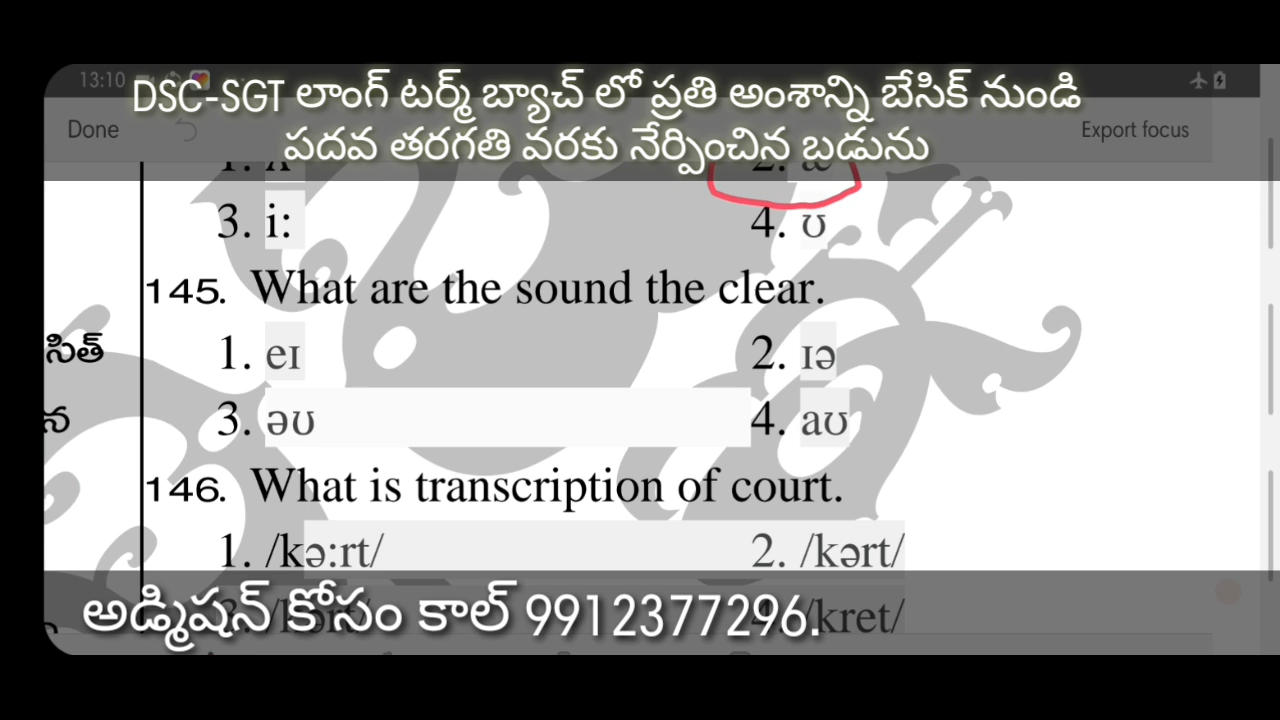 13:10
DSC-SGT లాంగ్ టర్మ్ బ్యాచ్ లో ప్రతి అంశాన్ని బేసిక్ నుండి
పదవ తరగతి వరకు నేర్పించిన బడును
Done Export focus
1. ʌ 2. æ
3. i: 4. ʊ
145. What are the sound the clear.
సిత్ 1. eɪ 2. ɪə
న 3. əʊ 4. aʊ
146. What is transcription of court.
1. /kə:rt/ 2. /kərt/
/kret/
అడ్మిషన్ కోసం కాల్ 9912377296.